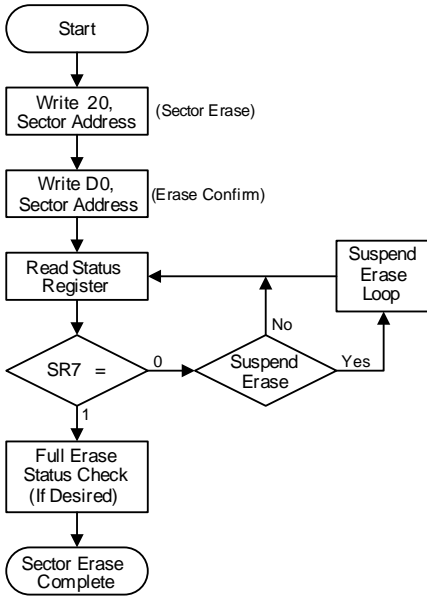 Start
Write 20,
Sector Address
(Sector Erase)
Write D0,
Sector Address
(Erase Confirm)
Read Status
Register
Suspend
Erase
Loop
No
SR7 =
0
Suspend
Erase
Yes
1
Full Erase
Status Check
(If Desired)
Sector Erase
Complete